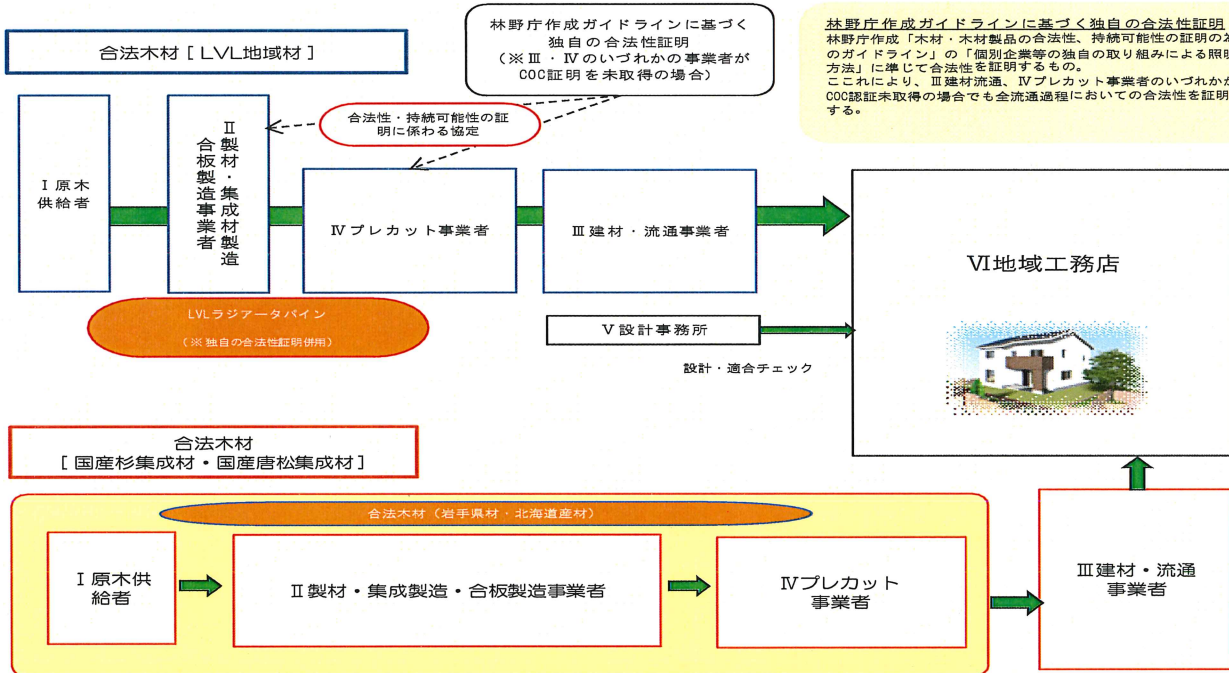 合法木材 [ LVL地域材 ]
林野庁作成ガイドラインに基づく
独自の合法性証明
(※Ⅲ・Ⅳのいづれかの事業者が
COC証明を未取得の場合)
林野庁作成ガイドラインに基づく独自の合法性証明
林野庁作成「木材・木材製品の合法性、持続可能性の証明の為
のガイドライン」の「個別企業等の独自の取り組みによる照明
方法」に準じて合法性を証明するもの。
ここれにより、Ⅲ建材流通、Ⅳプレカット事業者のいづれかが
COC認証未取得の場合でも全流通過程においての合法性を証明
する。
合法性・持続可能性の証
明に係わる協定
Ⅰ原木
供給者
Ⅱ製材・集成材製造
合板製造事業者
Ⅳプレカット事業者
Ⅲ建材・流通事業者
Ⅵ地域工務店
LVLラジアータパイン
(※独自の合法性証明併用)
Ⅴ設計事務所
設計・適合チェック
合法木材
[ 国産杉集成材・国産唐松集成材 ]
合法木材(岩手県材・北海道産材)
Ⅰ原木供
給者
Ⅱ製材・集成製造・合板製造事業者
Ⅳプレカット
事業者
Ⅲ建材・流通
事業者